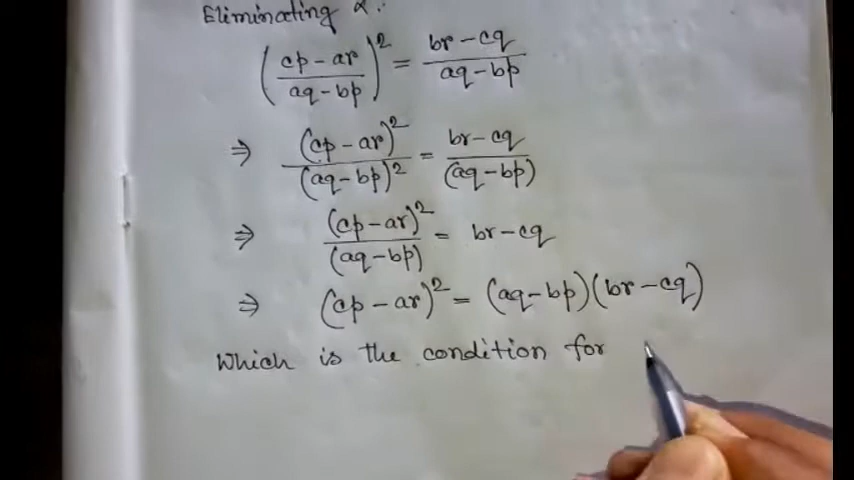 Eliminating α:
((cp-ar)/(aq-bp))² = (br-cq)/(aq-bp)
⇒ (cp-ar)²/(aq-bp)² = (br-cq)/(aq-bp)
⇒ (cp-ar)²/(aq-bp) = br-cq
⇒ (cp-ar)² = (aq-bp)(br-cq)
Which is the condition for